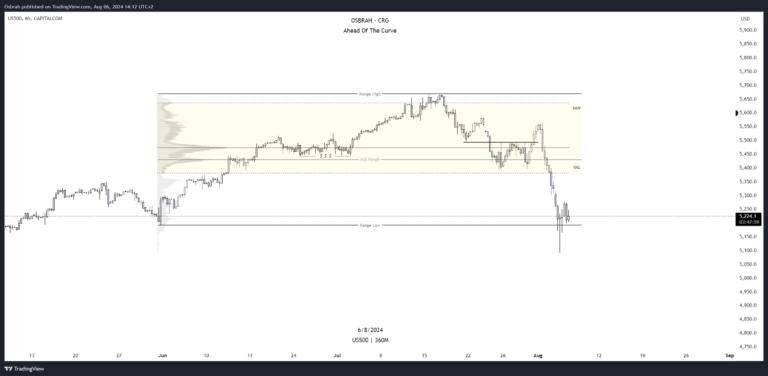 Osbrah published on TradingView.com, Aug 06, 2024 14:12 UTC+2
US500, 6h, CAPITALCOM
OSBRAH - CRG
Ahead Of The Curve
USD
5,900.0
5,850.0
5,800.0
5,750.0
5,700.0
Range High
5,650.0
5,600.0
5,550.0
5,500.0
5,450.0
$ $ $
Mid Range
5,400.0
5,350.0
5,300.0
5,250.0
5,224.1
03:47:59
Range Low
5,150.0
5,100.0
5,050.0
5,000.0
4,950.0
4,900.0
4,850.0
4,800.0
6/8/2024
US500 | 360M
4,750.0
13
20
27
Jun
10
17
24
Jul
8
15
22
26
Aug
12
19
26
Sep
TradingView